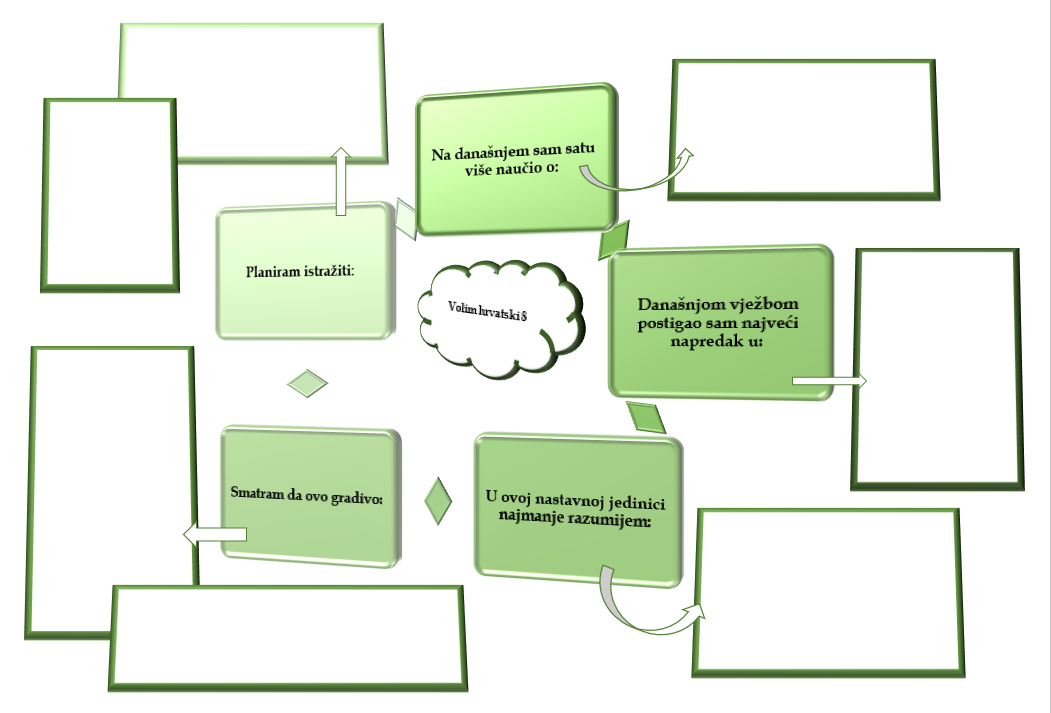 Na današnjem sam satu
više naučio o:
Planiram istražiti:
Volim hrvatski 8
Današnjom vježbom
postigao sam najveći
napredak u:
Smatram da ovo gradivo:
U ovoj nastavnoj jedinici
najmanje razumijem: